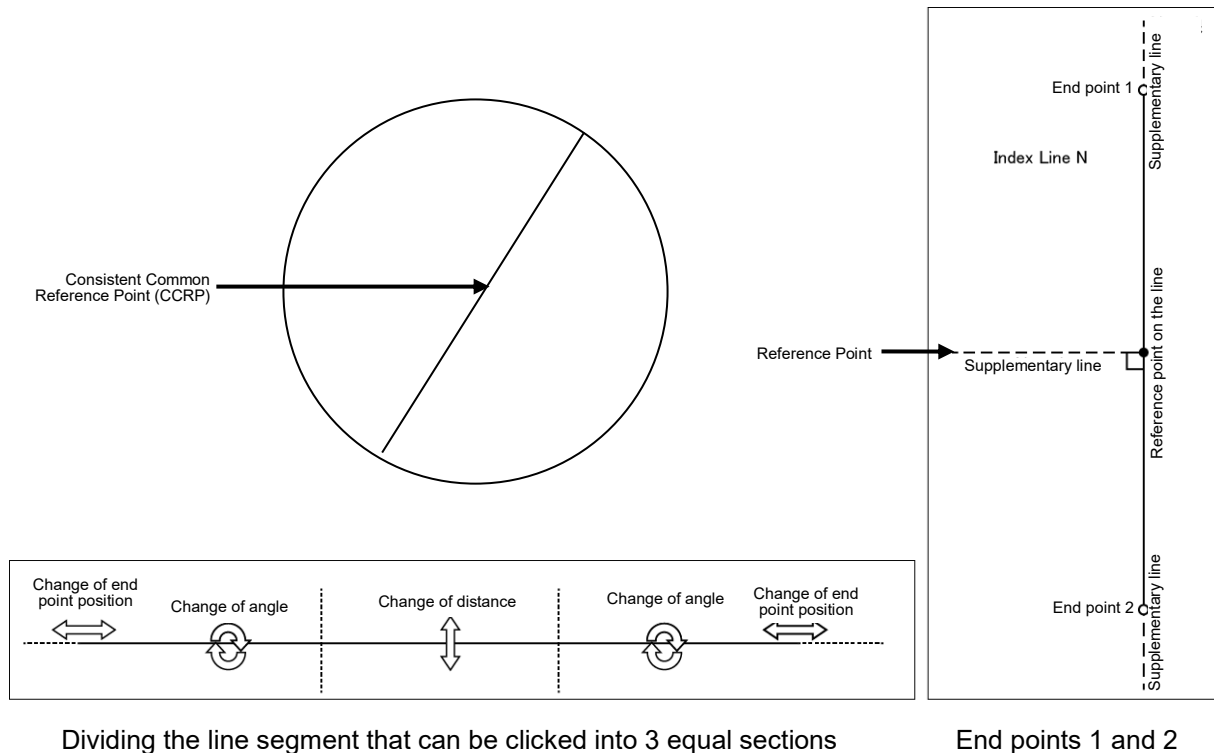 Consistent Common
Reference Point (CCRP)
Supplementary line
End point 1
Index Line N
Reference point on the line
Reference Point
Supplementary line
End point 2
Supplementary line
Change of end
point position
Change of angle
Change of distance
Change of angle
Change of end
point position
Dividing the line segment that can be clicked into 3 equal sections
End points 1 and 2